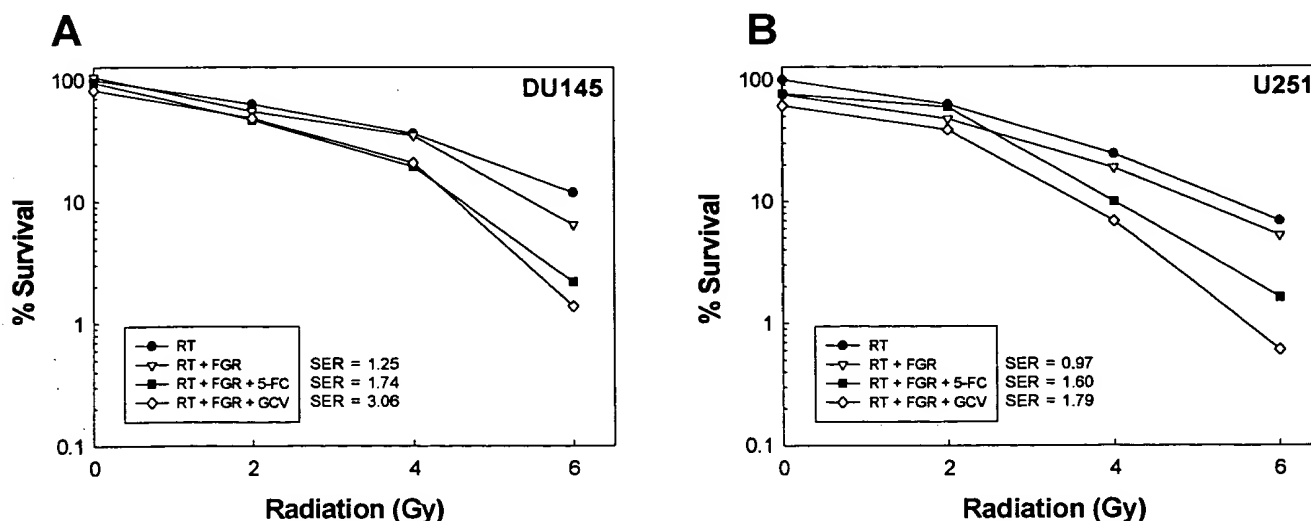 A
DU145
% Survival
100
10
1
0.1
RT
RT + FGR SER = 1.25
RT + FGR + 5-FC SER = 1.74
RT + FGR + GCV SER = 3.06
0 2 4 6
Radiation (Gy)
B
U251
% Survival
100
10
1
0.1
RT
RT + FGR SER = 0.97
RT + FGR + 5-FC SER = 1.60
RT + FGR + GCV SER = 1.79
0 2 4 6
Radiation (Gy)